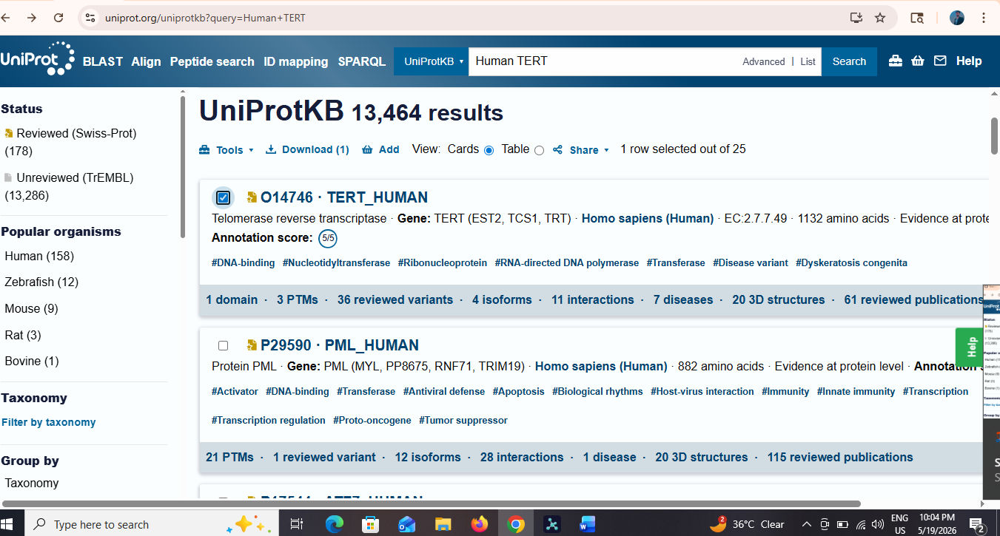 uniprot.org/uniprotkb?query=Human+TERT
UniProt BLAST Align Peptide search ID mapping SPARQL UniProtKB Human TERT Advanced | List Search Help
Status
Reviewed (Swiss-Prot)
(178)
Unreviewed (TrEMBL)
(13,286)
Popular organisms
Human (158)
Zebrafish (12)
Mouse (9)
Rat (3)
Bovine (1)
Taxonomy
Filter by taxonomy
Group by
Taxonomy
UniProtKB 13,464 results
Tools Download (1) Add View: Cards Table Share 1 row selected out of 25
O14746 · TERT_HUMAN
Telomerase reverse transcriptase · Gene: TERT (EST2, TCS1, TRT) · Homo sapiens (Human) · EC:2.7.7.49 · 1132 amino acids · Evidence at prote
Annotation score: 5/5
#DNA-binding #Nucleotidyltransferase #Ribonucleoprotein #RNA-directed DNA polymerase #Transferase #Disease variant #Dyskeratosis congenita
1 domain · 3 PTMs · 36 reviewed variants · 4 isoforms · 11 interactions · 7 diseases · 20 3D structures · 61 reviewed publications
P29590 · PML_HUMAN
Protein PML · Gene: PML (MYL, PP8675, RNF71, TRIM19) · Homo sapiens (Human) · 882 amino acids · Evidence at protein level · Annotation
#Activator #DNA-binding #Transferase #Antiviral defense #Apoptosis #Biological rhythms #Host-virus interaction #Immunity #Innate immunity #Transcription
#Transcription regulation #Proto-oncogene #Tumor suppressor
21 PTMs · 1 reviewed variant · 12 isoforms · 28 interactions · 1 disease · 20 3D structures · 115 reviewed publications
Help
Type here to search
2 36°C Clear
ENG
US
10:04 PM
5/19/2026
2